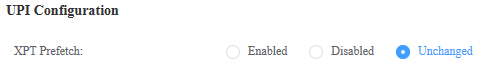 UPI Configuration
XPT Prefetch: Enabled Disabled Unchanged